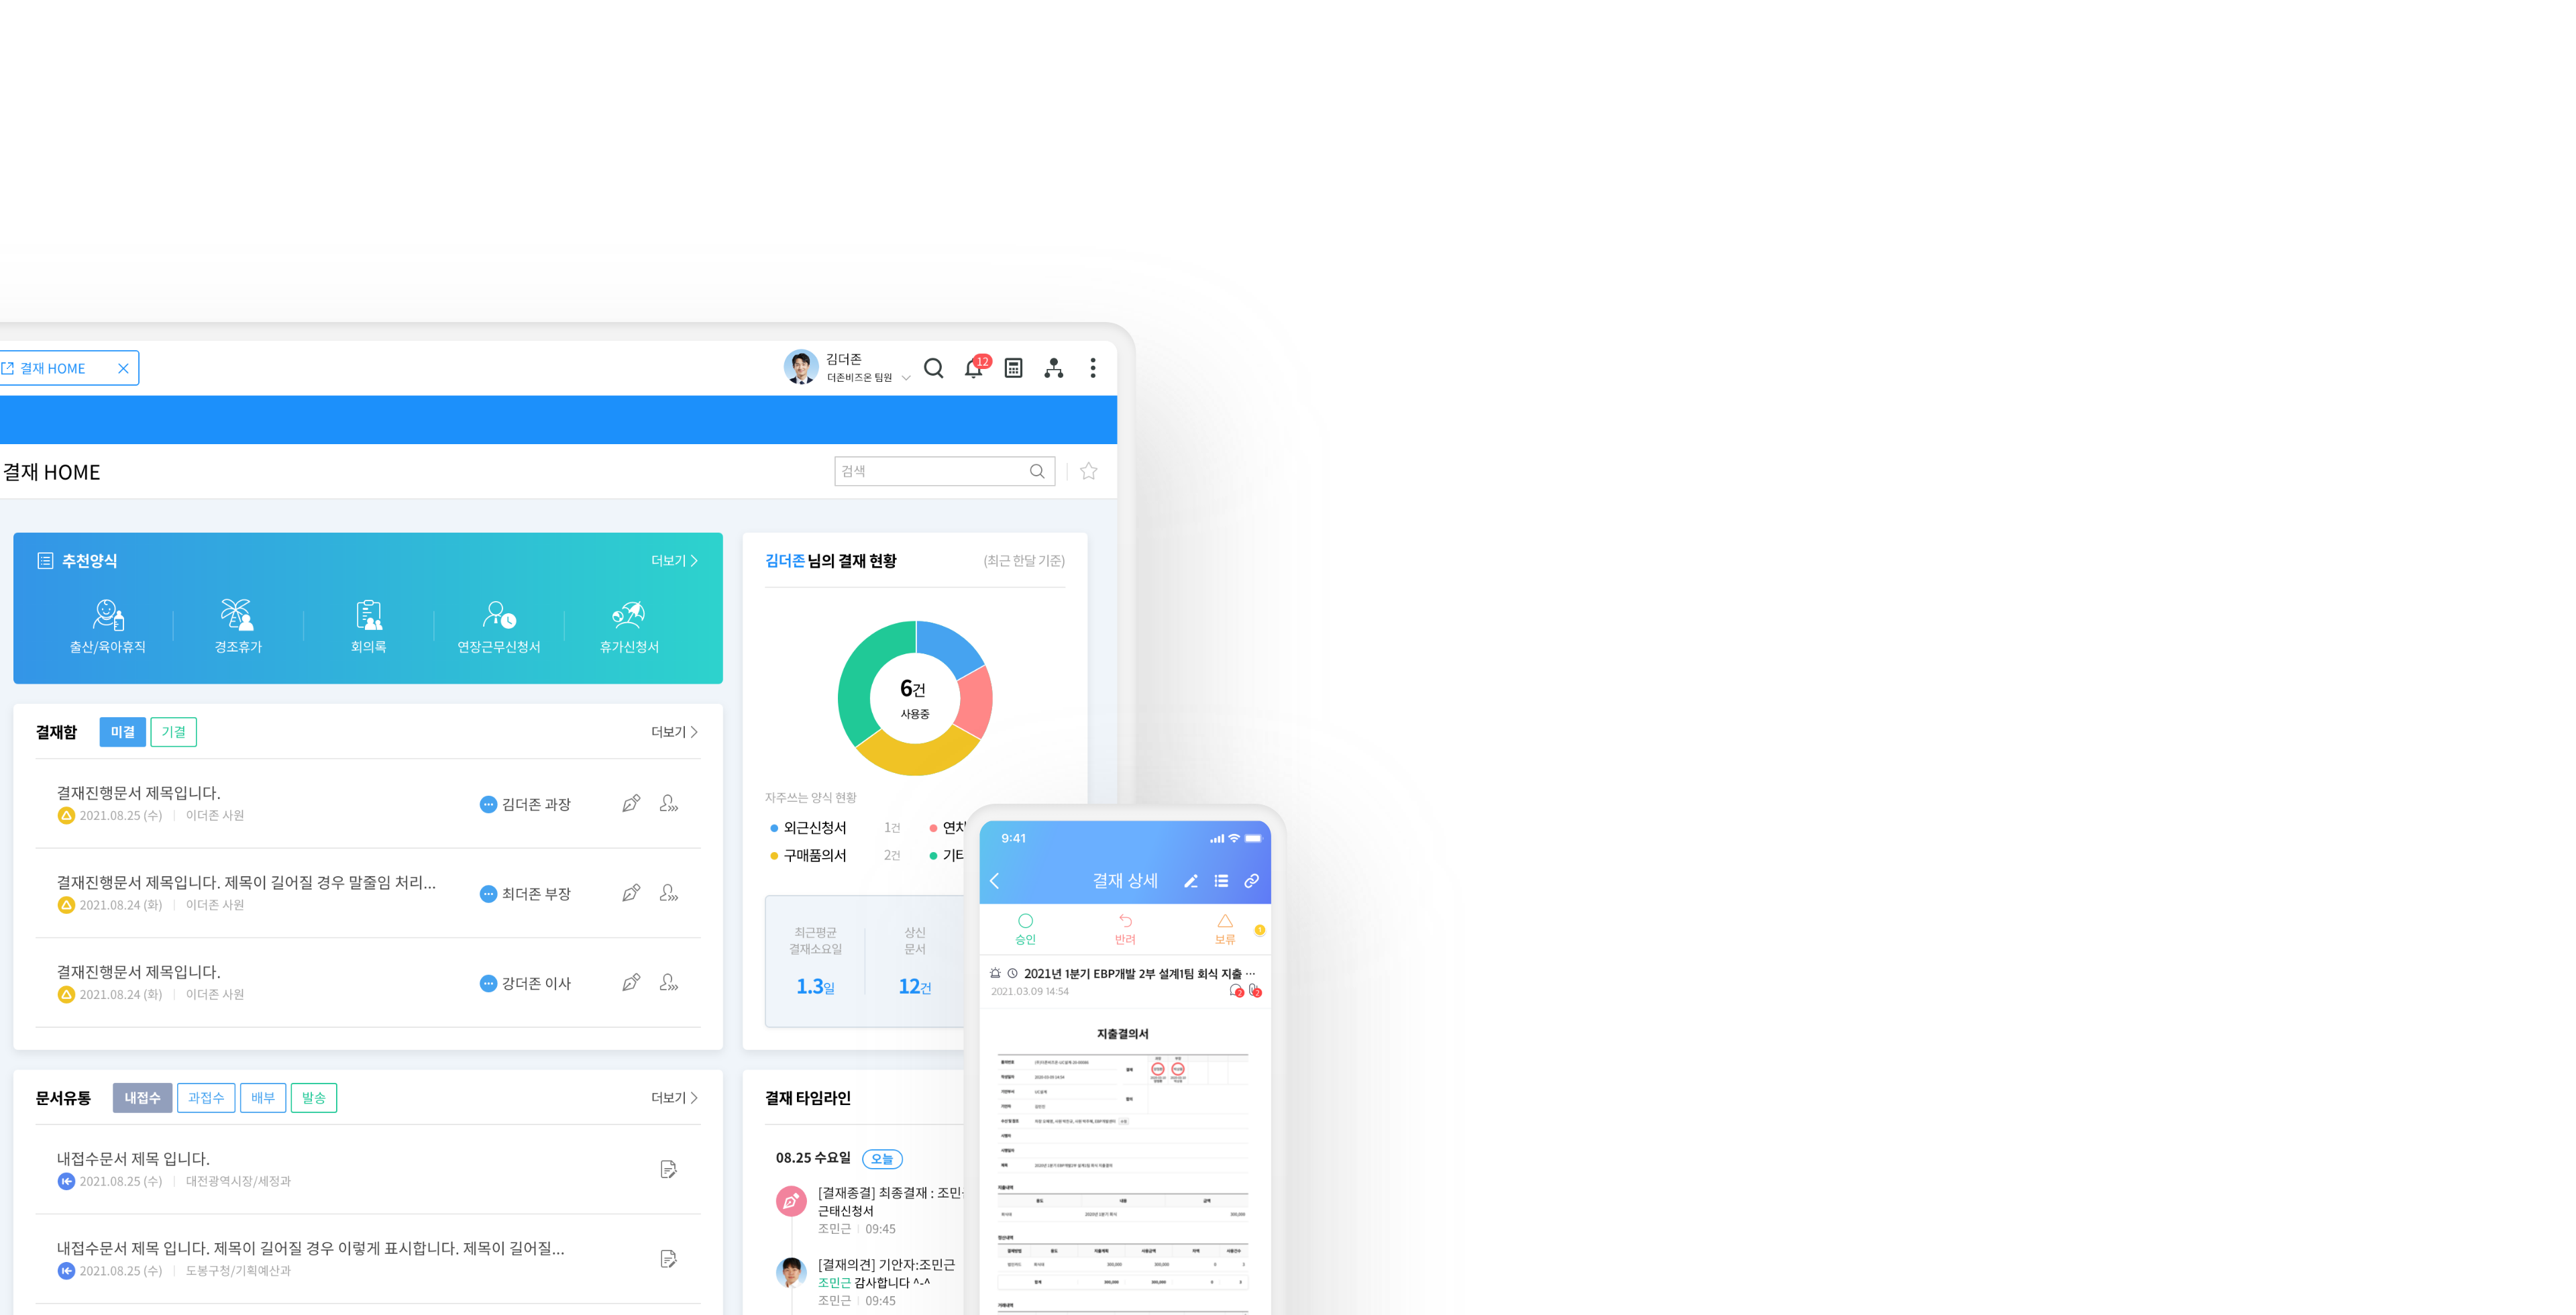 결재 HOME
김더존
더존비즈온 팀원
12
결재 HOME
검색
추천양식
더보기
출산/육아휴직
경조휴가
회의록
연장근무신청서
휴가신청서
김더존 님의 결재 현황
(최근 한달 기준)
6건
사용중
자주쓰는 양식 현황
외근신청서 1건
구매품의서 2건
최근평균
결재소요일
1.3일
상신
문서
12건
결재함
미결
기결
더보기
결재진행문서 제목입니다.
2021.08.25 (수) | 이더존 사원
김더존 과장
결재진행문서 제목입니다. 제목이 길어질 경우 말줄임 처리...
2021.08.24 (화) | 이더존 사원
최더존 부장
결재진행문서 제목입니다.
2021.08.24 (화) | 이더존 사원
강더존 이사
문서유통
내접수
과접수
배부
발송
더보기
내접수문서 제목 입니다.
2021.08.25 (수) | 대전광역시장/세정과
내접수문서 제목 입니다. 제목이 길어질 경우 이렇게 표시합니다. 제목이 길어질...
2021.08.25 (수) | 도봉구청/기획예산과
결재 타임라인
08.25 수요일
오늘
[결재종결] 최종결재 :
근태신청서
조민근 | 09:45
[결재의견] 기안자:조민근
조민근 감사합니다 ^-^
조민근 | 09:45
9:41
결재 상세
승인
반려
보류
2021년 1분기 EBP개발 2부 설계1팀 회식 지출 ...
2021.03.09 14:54
지출결의서